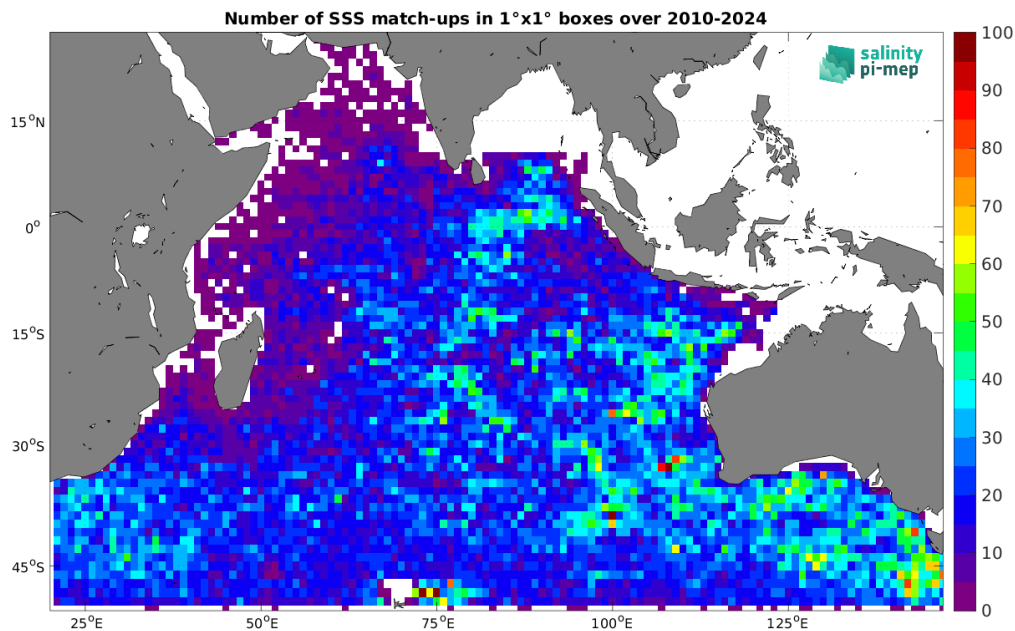 Number of SSS match-ups in 1°x1° boxes over 2010-2024
salinity
pi-mep
15°N
0°
15°S
30°S
45°S
25°E
50°E
75°E
100°E
125°E
100
90
80
70
60
50
40
30
20
10
0